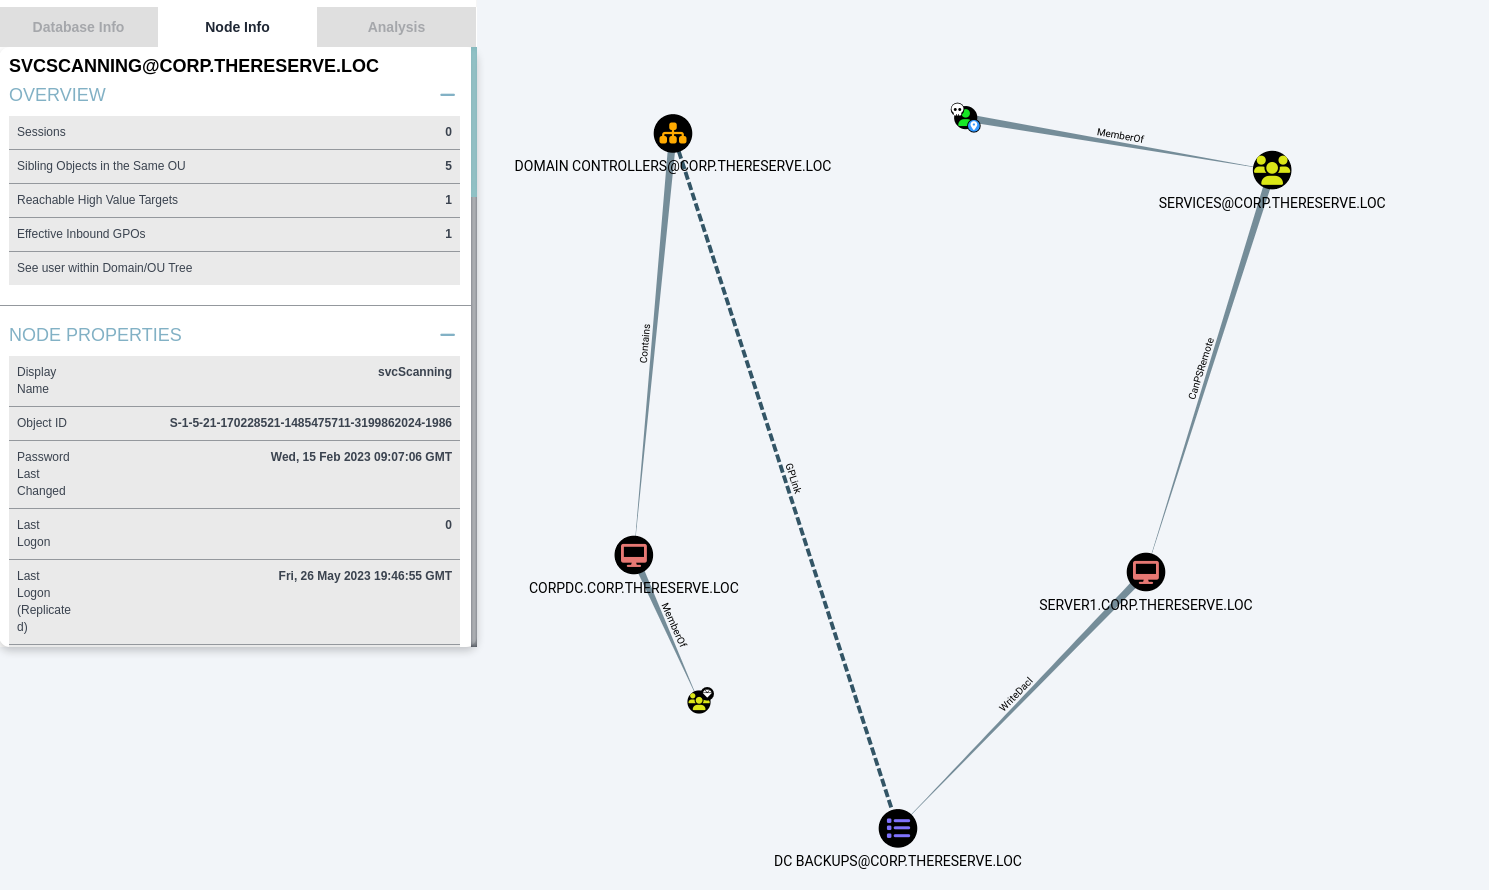 Database Info
Node Info
Analysis
SVCSCANNING@CORP.THERESERVE.LOC
OVERVIEW
Sessions 0
Sibling Objects in the Same OU 5
Reachable High Value Targets 1
Effective Inbound GPOs 1
See user within Domain/OU Tree
NODE PROPERTIES
Display svcScanning
Name
Object ID S-1-5-21-170228521-1485475711-3199862024-1986
Password Wed, 15 Feb 2023 09:07:06 GMT
Last
Changed
Last 0
Logon
Last Fri, 26 May 2023 19:46:55 GMT
Logon
(Replicate
d)
MemberOf
DOMAIN CONTROLLERS@CORP.THERESERVE.LOC
SERVICES@CORP.THERESERVE.LOC
Contains
CanPSRemote
GPLink
CORPDC.CORP.THERESERVE.LOC
SERVER1.CORP.THERESERVE.LOC
MemberOf
WriteDacl
DC BACKUPS@CORP.THERESERVE.LOC